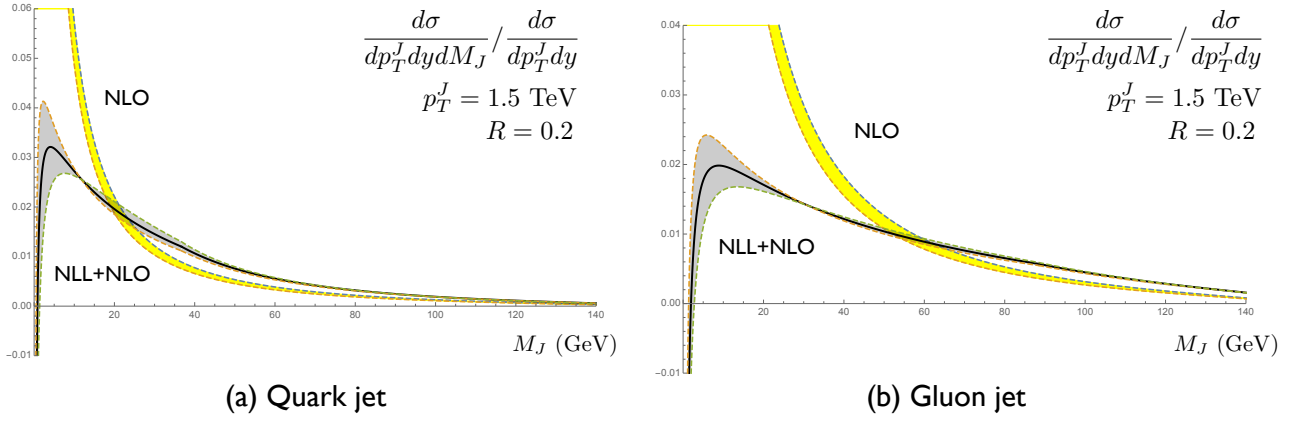 0.06
0.05
0.04
0.03
0.02
0.01
0.00
−0.01
20
40
60
80
100
120
140
NLO
NLL+NLO
dσ/dp_T^J dy dM_J / dσ/dp_T^J dy
p_T^J = 1.5 TeV
R = 0.2
M_J (GeV)
(a) Quark jet
0.04
0.03
0.02
0.01
0.00
−0.01
20
40
60
80
100
120
140
NLO
NLL+NLO
dσ/dp_T^J dy dM_J / dσ/dp_T^J dy
p_T^J = 1.5 TeV
R = 0.2
M_J (GeV)
(b) Gluon jet